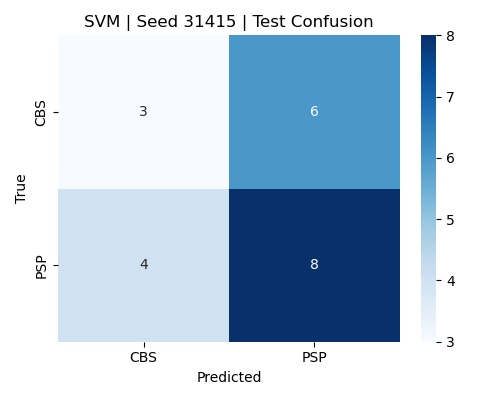 SVM | Seed 31415 | Test Confusion
8
7
6
5
4
3
CBS
3
6
True
PSP
4
8
CBS
PSP
Predicted